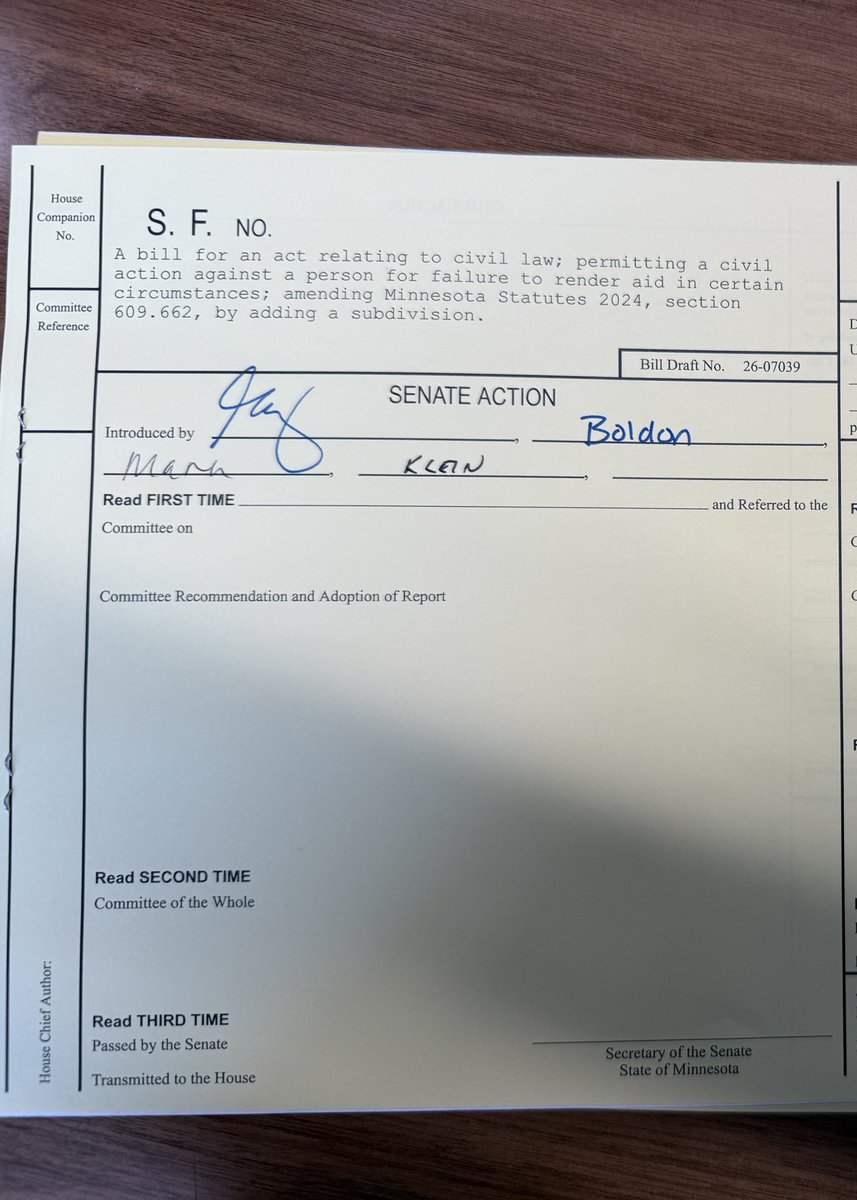 House
Companion
No.
S. F. NO.
A bill for an act relating to civil law; permitting a civil
action against a person for failure to render aid in certain
circumstances; amending Minnesota Statutes 2024, section
609.662, by adding a subdivision.
Committee
Reference
Bill Draft No. 26-07039
SENATE ACTION
Introduced by , Boldon ,
Mann , KLEIN ,
Read FIRST TIME and Referred to the
Committee on
Committee Recommendation and Adoption of Report
Read SECOND TIME
Committee of the Whole
House Chief Author:
Read THIRD TIME
Passed by the Senate
Secretary of the Senate
State of Minnesota
Transmitted to the House